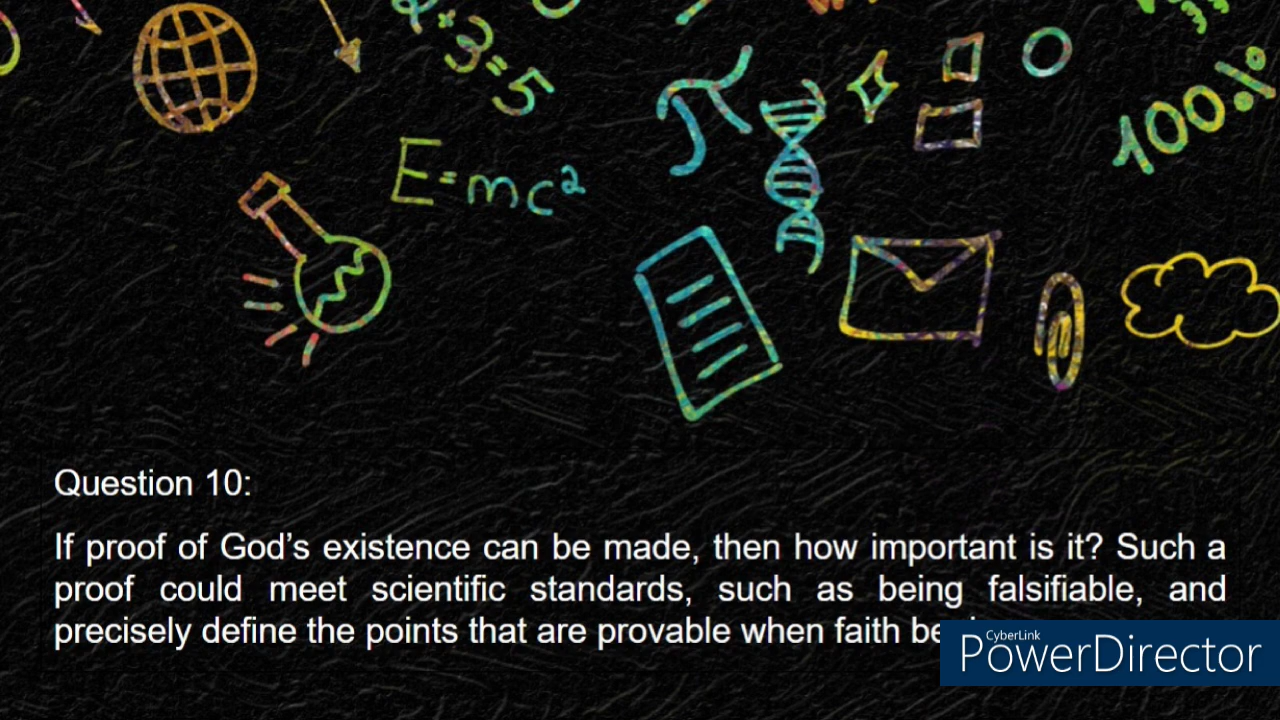 x 3=5
π
100%
E=mc²
Question 10:
If proof of God’s existence can be made, then how important is it? Such a
proof could meet scientific standards, such as being falsifiable, and
precisely define the points that are provable when faith
CyberLink
PowerDirector